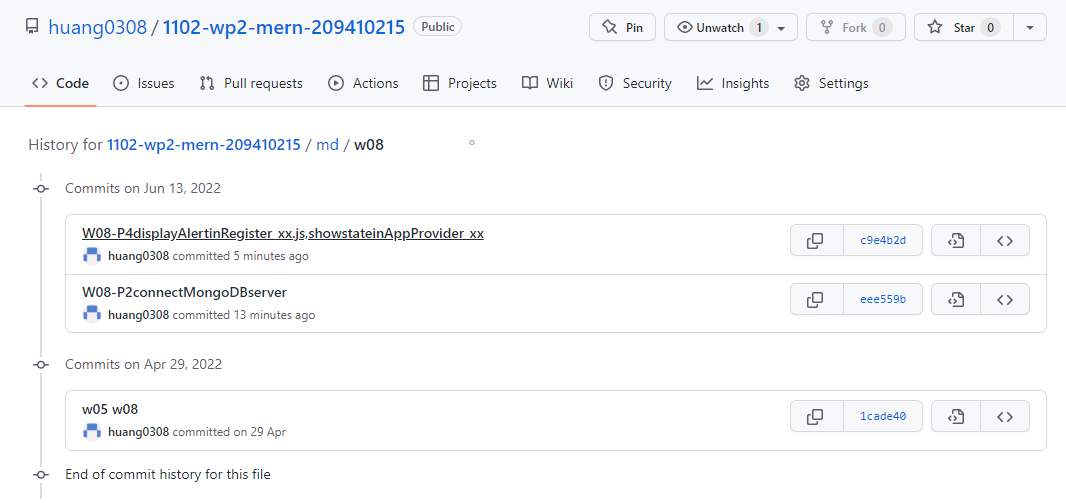 huang0308 / 1102-wp2-mern-209410215 Public Pin Unwatch 1 Fork 0 Star 0
Code Issues Pull requests Actions Projects Wiki Security Insights Settings
History for 1102-wp2-mern-209410215 / md / w08
Commits on Jun 13, 2022
W08-P4displayAlertinRegister_xx.js,showstateinAppProvider_xx c9e4b2d
huang0308 committed 5 minutes ago
W08-P2connectMongoDBserver eee559b
huang0308 committed 13 minutes ago
Commits on Apr 29, 2022
w05 w08 1cade40
huang0308 committed on 29 Apr
End of commit history for this file